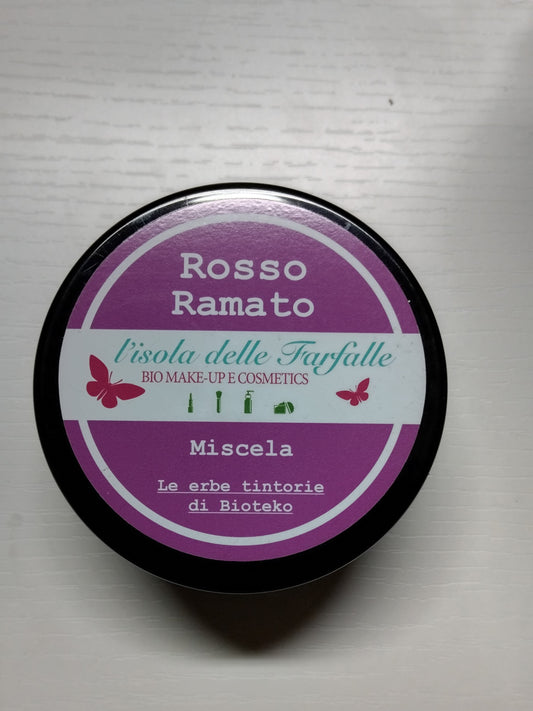 Rosso
Ramato
l'isola delle Farfalle
BIO MAKE-UP E COSMETICS
Miscela
Le erbe tintorie
di Bioteko